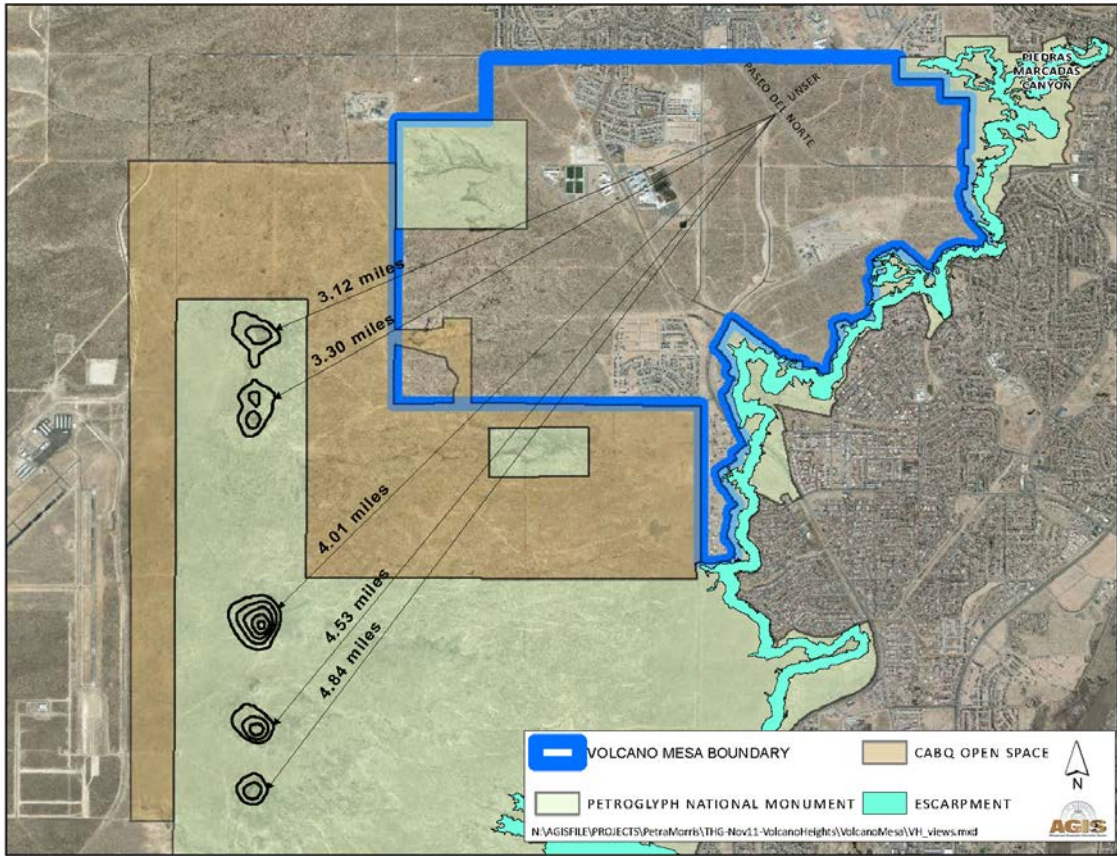 PIEDRAS
MARCADAS
CANYON
UNSER
PASEO DEL NORTE
3.12 miles
3.30 miles
4.01 miles
4.53 miles
4.84 miles
VOLCANO MESA BOUNDARY
CABQ OPEN SPACE
N
PETROGLYPH NATIONAL MONUMENT
ESCARPMENT
N:\AGISFILE\PROJECTS\PetraMorris\THG-Nov11-VolcanoHeights\VolcanoMesa\VH_views.mxd
AGIS